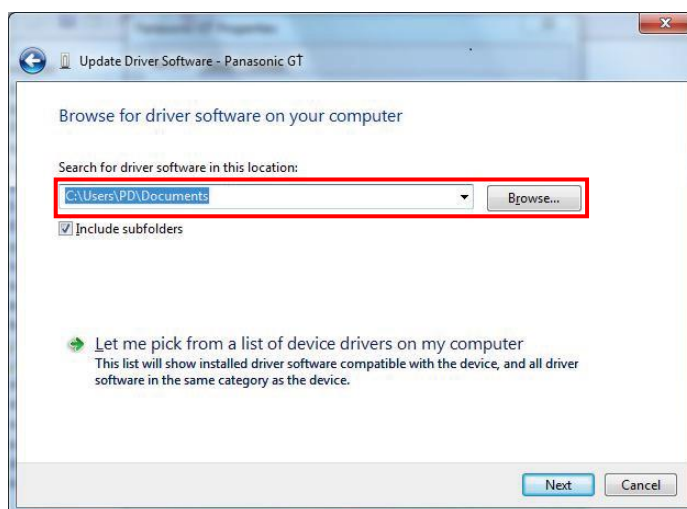 Update Driver Software - Panasonic GT
Browse for driver software on your computer
Search for driver software in this location:
C:\Users\PD\Documents
Browse...
Include subfolders
Let me pick from a list of device drivers on my computer
This list will show installed driver software compatible with the device, and all driver
software in the same category as the device.
Next
Cancel